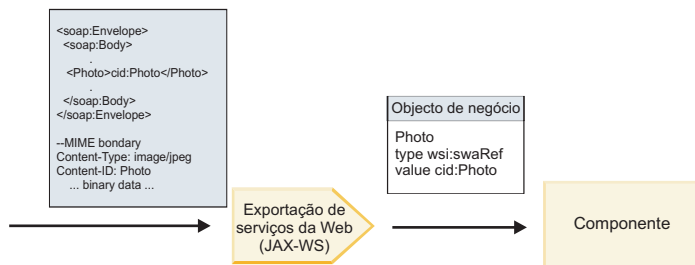 <soap:Envelope>
<soap:Body>
.
<Photo>cid:Photo</Photo>
.
</soap:Body>
</soap:Envelope>
--MIME bondary
Content-Type: image/jpeg
Content-ID: Photo
... binary data ...
Exportação de
serviços da Web
(JAX-WS)
Objecto de negócio
Photo
type wsi:swaRef
value cid:Photo
Componente